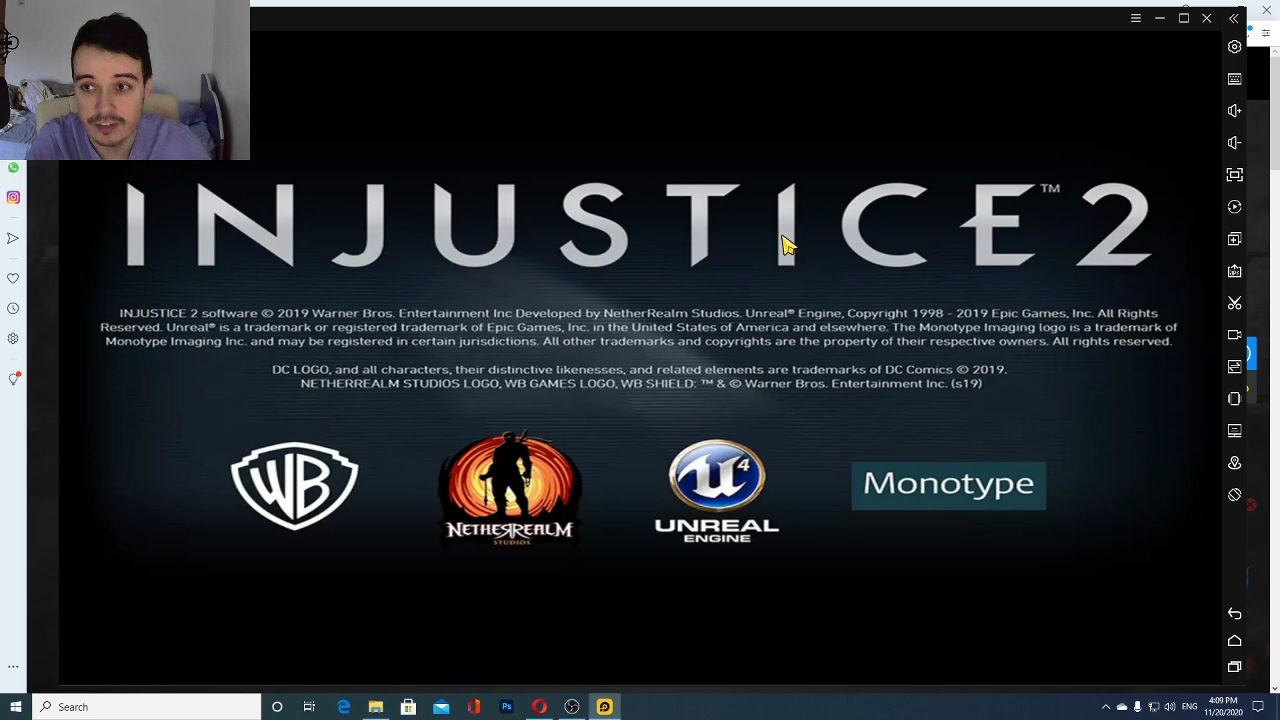 INJUSTICE™2
INJUSTICE 2 software © 2019 Warner Bros. Entertainment Inc Developed by NetherRealm Studios. Unreal® Engine, Copyright 1998 - 2019 Epic Games, Inc. All Rights
Reserved. Unreal® is a trademark or registered trademark of Epic Games, Inc. in the United States of America and elsewhere. The Monotype Imaging logo is a trademark of
Monotype Imaging Inc. and may be registered in certain jurisdictions. All other trademarks and copyrights are the property of their respective owners. All rights reserved.
DC LOGO, and all characters, their distinctive likenesses, and related elements are trademarks of DC Comics © 2019.
NETHERREALM STUDIOS LOGO, WB GAMES LOGO, WB SHIELD: ™ & © Warner Bros. Entertainment Inc. (s19)
WB
NETHERREALM
STUDIOS
U4
UNREAL
ENGINE
Monotype
Search
Ps
4:09 PM
11/20/2020